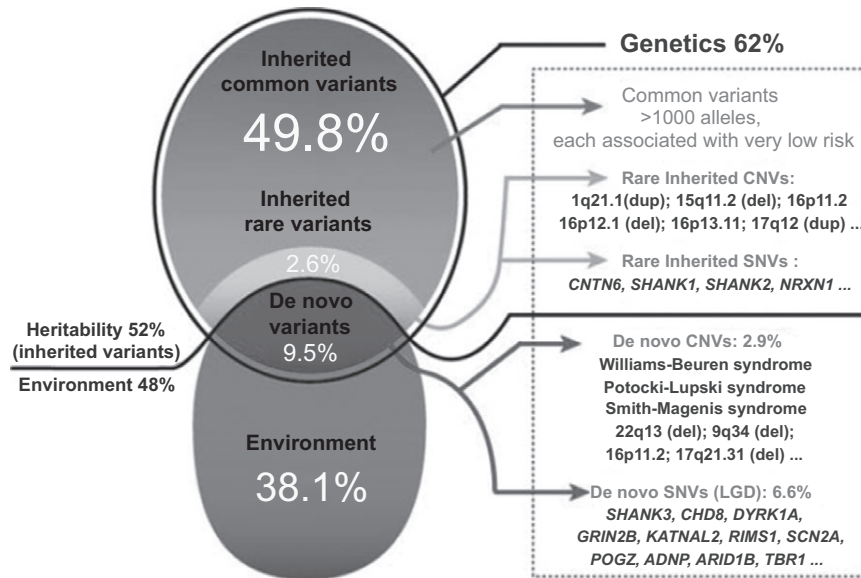 Inherited
common variants
49.8%
Inherited
rare variants
2.6%
De novo
variants
9.5%
Heritability 52%
(inherited variants)
Environment 48%
Environment
38.1%
Genetics 62%
Common variants
>1000 alleles,
each associated with very low risk
Rare Inherited CNVs:
1q21.1(dup); 15q11.2 (del); 16p11.2
16p12.1 (del); 16p13.11; 17q12 (dup) ...
Rare Inherited SNVs :
CNTN6, SHANK1, SHANK2, NRXN1 ...
De novo CNVs: 2.9%
Williams-Beuren syndrome
Potocki-Lupski syndrome
Smith-Magenis syndrome
22q13 (del); 9q34 (del);
16p11.2; 17q21.31 (del) ...
De novo SNVs (LGD): 6.6%
SHANK3, CHD8, DYRK1A,
GRIN2B, KATNAL2, RIMS1, SCN2A,
POGZ, ADNP, ARID1B, TBR1 ...